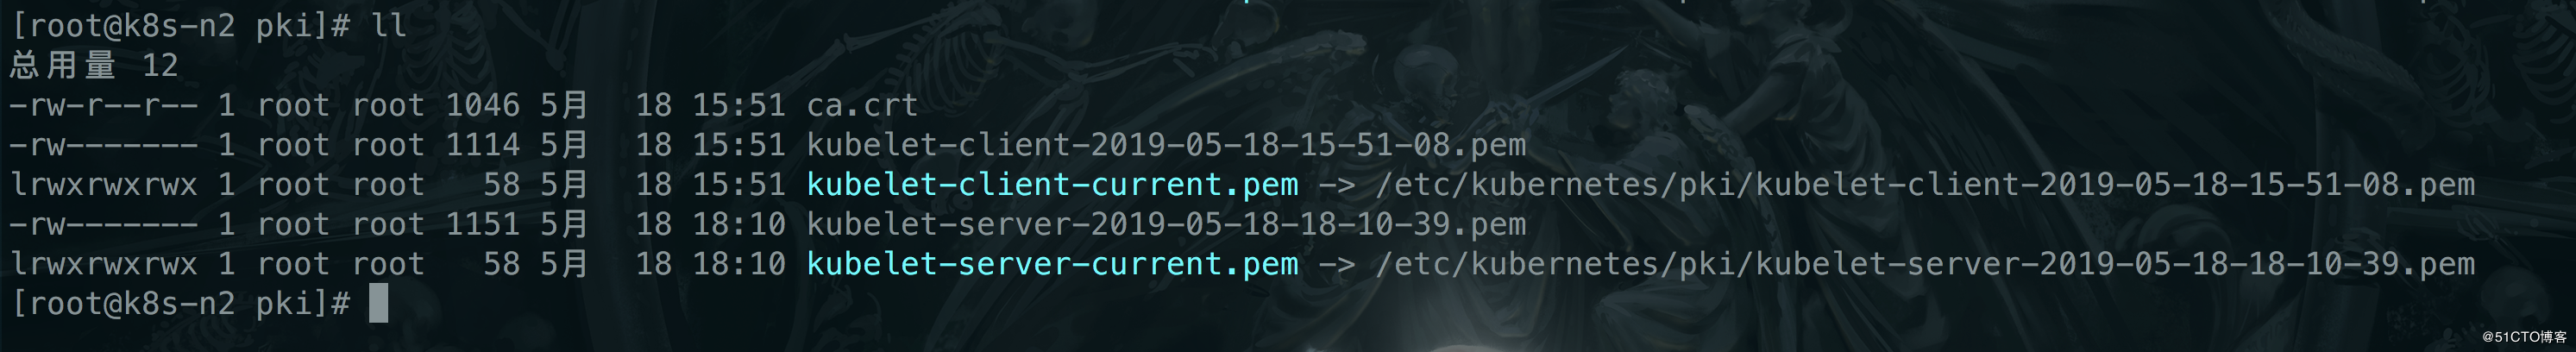 [root@k8s-n2 pki]# ll
总用量 12
-rw-r--r-- 1 root root 1046 5月  18 15:51 ca.crt
-rw------- 1 root root 1114 5月  18 15:51 kubelet-client-2019-05-18-15-51-08.pem
lrwxrwxrwx 1 root root   58 5月  18 15:51 kubelet-client-current.pem -> /etc/kubernetes/pki/kubelet-client-2019-05-18-15-51-08.pem
-rw------- 1 root root 1151 5月  18 18:10 kubelet-server-2019-05-18-18-10-39.pem
lrwxrwxrwx 1 root root   58 5月  18 18:10 kubelet-server-current.pem -> /etc/kubernetes/pki/kubelet-server-2019-05-18-18-10-39.pem
[root@k8s-n2 pki]#
@51CTO博客